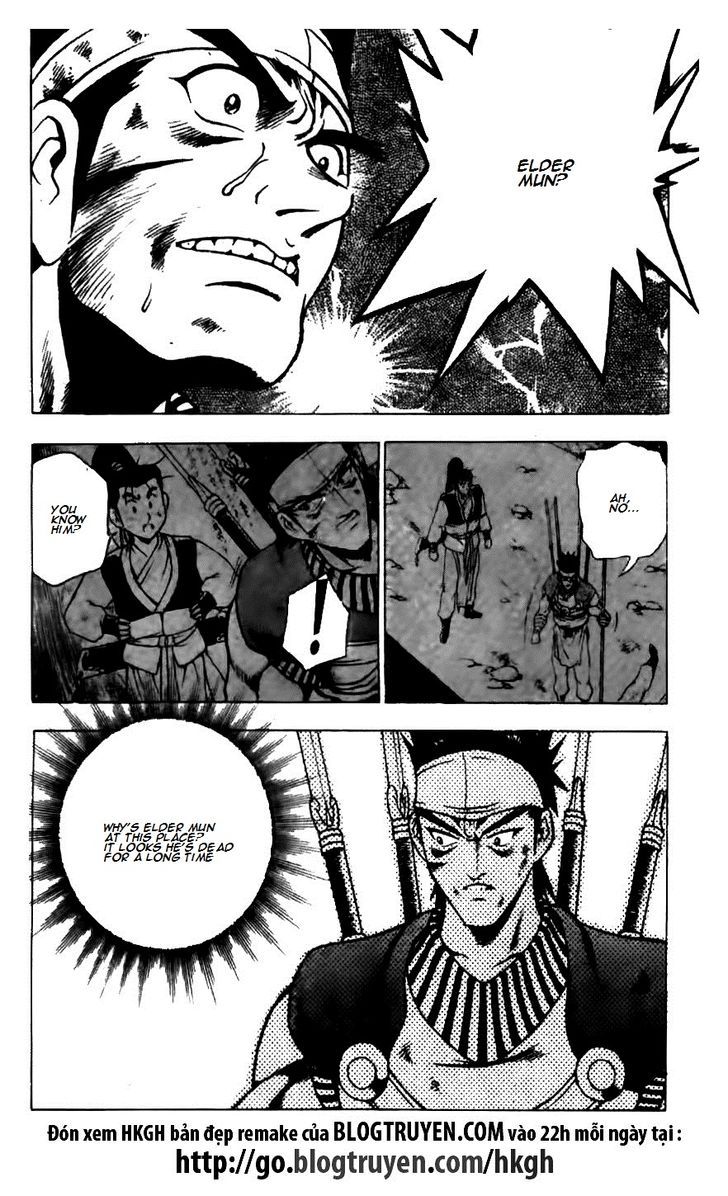 ELDER
MUN?
YOU
KNOW
HIM?
!
AH,
NO...
WHY'S ELDER MUN
AT THIS PLACE?
IT LOOKS HE'S DEAD
FOR A LONG TIME
Đón xem HKGH bản đẹp remake của BLOGTRUYEN.COM vào 22h mỗi ngày tại :
http://go.blogtruyen.com/hkgh